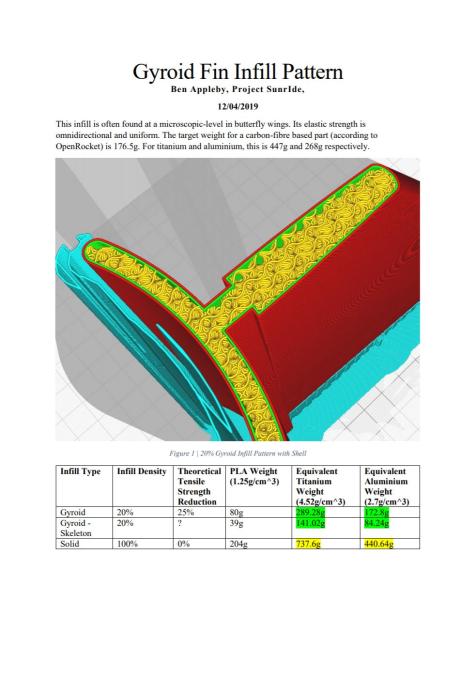 Gyroid Fin Infill Pattern
Ben Appleby, Project SunrIde,
12/04/2019
This infill is often found at a microscopic-level in butterfly wings. Its elastic strength is
omnidirectional and uniform. The target weight for a carbon-fibre based part (according to
OpenRocket) is 176.5g. For titanium and aluminium, this is 447g and 268g respectively.
Figure 1 | 20% Gyroid Infill Pattern with Shell
Infill Type Infill Density Theoretical Tensile Strength Reduction PLA Weight (1.25g/cm^3) Equivalent Titanium Weight (4.52g/cm^3) Equivalent Aluminium Weight (2.7g/cm^3)
Gyroid 20% 25% 80g 289.28g 172.8g
Gyroid - Skeleton 20% ? 39g 141.02g 84.24g
Solid 100% 0% 204g 737.6g 440.64g